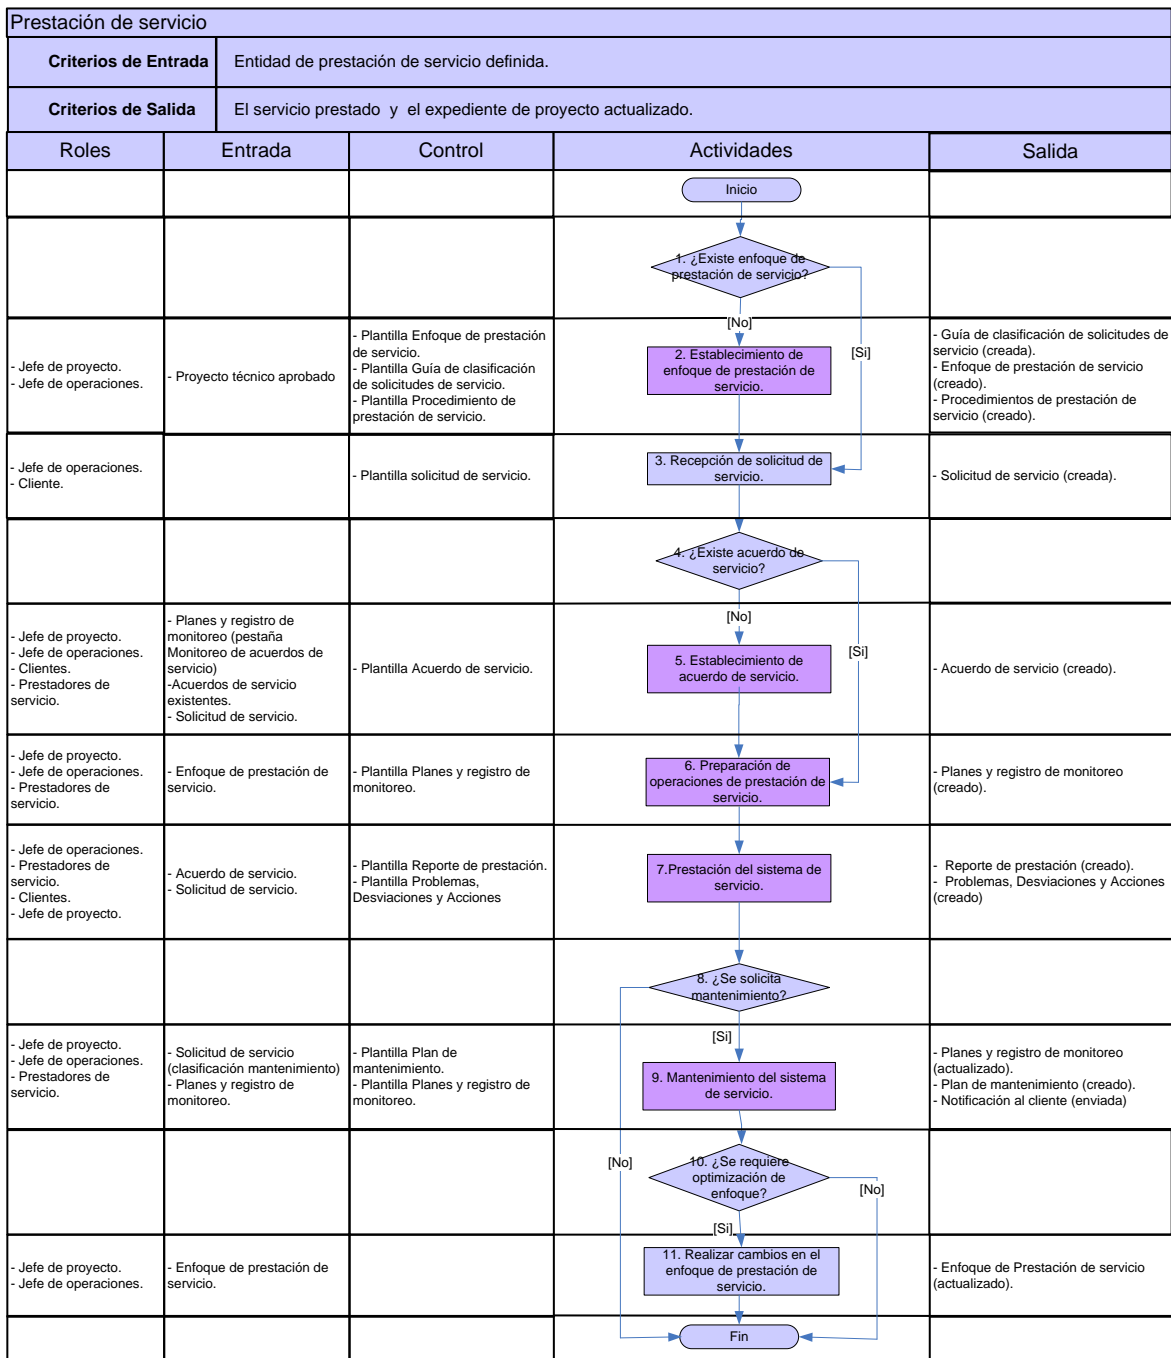 Prestación de servicio
Criterios de Entrada
Entidad de prestación de servicio definida.
Criterios de Salida
El servicio prestado  y  el expediente de proyecto actualizado.
Roles
Entrada
Control
Actividades
Salida
Inicio
1. ¿Existe enfoque de
prestación de servicio?
[No]
[Si]
- Jefe de proyecto.
- Jefe de operaciones.
- Proyecto técnico aprobado
- Plantilla Enfoque de prestación
de servicio.
- Plantilla Guía de clasificación
de solicitudes de servicio.
- Plantilla Procedimiento de
prestación de servicio.
2. Establecimiento de
enfoque de prestación de
servicio.
- Guía de clasificación de solicitudes de
servicio (creada).
- Enfoque de prestación de servicio
(creado).
- Procedimientos de prestación de
servicio (creado).
- Jefe de operaciones.
- Cliente.
- Plantilla solicitud de servicio.
3. Recepción de solicitud de
servicio.
- Solicitud de servicio (creada).
4. ¿Existe acuerdo de
servicio?
[No]
[Si]
- Jefe de proyecto.
- Jefe de operaciones.
- Clientes.
- Prestadores de
servicio.
- Planes y registro de
monitoreo (pestaña
Monitoreo de acuerdos de
servicio)
-Acuerdos de servicio
existentes.
- Solicitud de servicio.
- Plantilla Acuerdo de servicio.
5. Establecimiento de
acuerdo de servicio.
- Acuerdo de servicio (creado).
- Jefe de proyecto.
- Jefe de operaciones.
- Prestadores de
servicio.
- Enfoque de prestación de
servicio.
- Plantilla Planes y registro de
monitoreo.
6. Preparación de
operaciones de prestación de
servicio.
- Planes y registro de monitoreo
(creado).
- Jefe de operaciones.
- Prestadores de
servicio.
- Clientes.
- Jefe de proyecto.
- Acuerdo de servicio.
- Solicitud de servicio.
- Plantilla Reporte de prestación.
- Plantilla Problemas,
Desviaciones y Acciones
7.Prestación del sistema de
servicio.
-  Reporte de prestación (creado).
-  Problemas, Desviaciones y Acciones
(creado)
8. ¿Se solicita
mantenimiento?
[Si]
- Jefe de proyecto.
- Jefe de operaciones.
- Prestadores de
servicio.
- Solicitud de servicio
(clasificación mantenimiento)
- Planes y registro de
monitoreo.
- Plantilla Plan de
mantenimiento.
- Plantilla Planes y registro de
monitoreo.
9. Mantenimiento del sistema
de servicio.
- Planes y registro de monitoreo
(actualizado).
- Plan de mantenimiento (creado).
- Notificación al cliente (enviada)
[No]
10. ¿Se requiere
optimización de
enfoque?
[No]
[Si]
- Jefe de proyecto.
- Jefe de operaciones.
- Enfoque de prestación de
servicio.
11. Realizar cambios en el
enfoque de prestación de
servicio.
- Enfoque de Prestación de servicio
(actualizado).
Fin